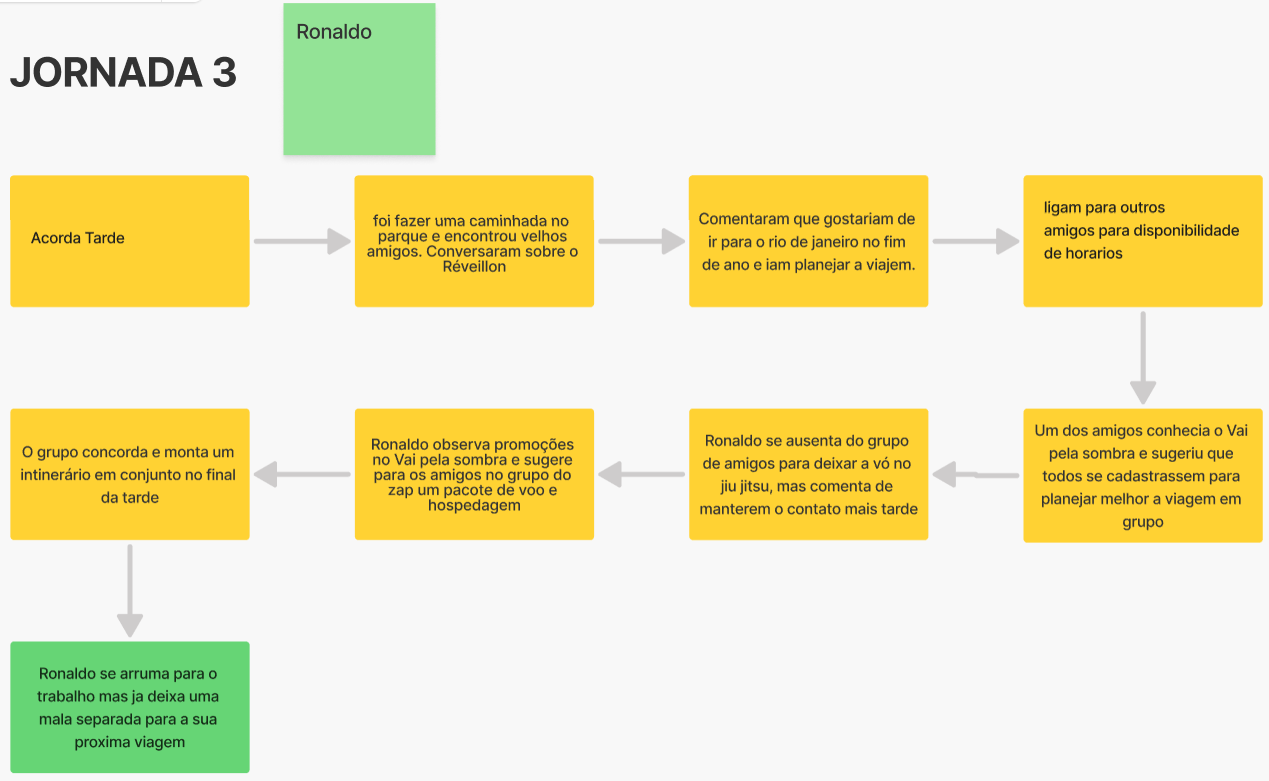 Ronaldo
JORNADA 3
Acorda Tarde
foi fazer uma caminhada no
parque e encontrou velhos
amigos. Conversaram sobre o
Réveillon
Comentaram que gostariam de
ir para o rio de janeiro no fim
de ano e iam planejar a viajem.
ligam para outros
amigos para disponibilidade
de horarios
Um dos amigos conhecia o Vai
pela sombra e sugeriu que
todos se cadastrassem para
planejar melhor a viagem em
grupo
Ronaldo se ausenta do grupo
de amigos para deixar a vó no
jiu jitsu, mas comenta de
manterem o contato mais tarde
Ronaldo observa promoções
no Vai pela sombra e sugere
para os amigos no grupo do
zap um pacote de voo e
hospedagem
O grupo concorda e monta um
intinerário em conjunto no final
da tarde
Ronaldo se arruma para o
trabalho mas ja deixa uma
mala separada para a sua
proxima viagem